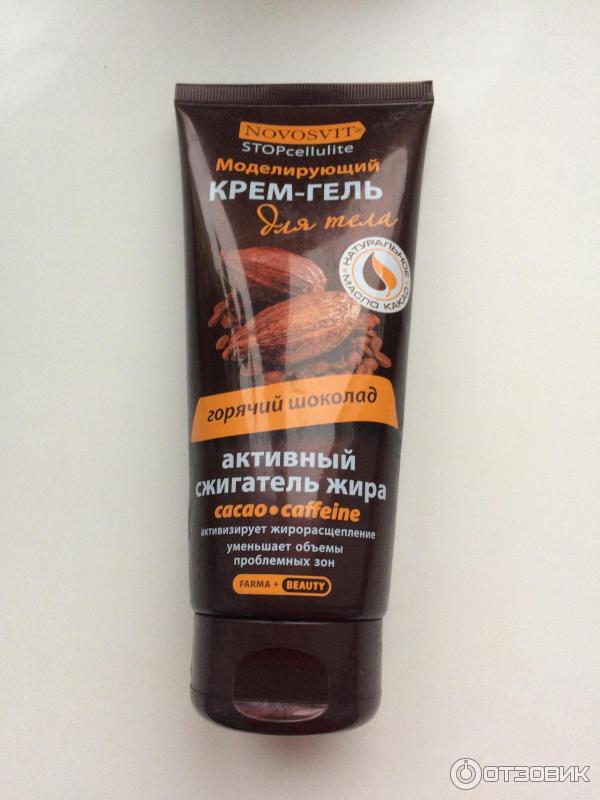 NOVOSVIT®
STOPcellulite
Моделирующий
КРЕМ-ГЕЛЬ
для тела
НАТУРАЛЬНОЕ
МАСЛО КАКАО
горячий шоколад
активный
сжигатель жира
cacao•caffeine
активизирует жирорасщепление
уменьшает объемы
проблемных зон
FARMA + BEAUTY
ОТЗОВИК